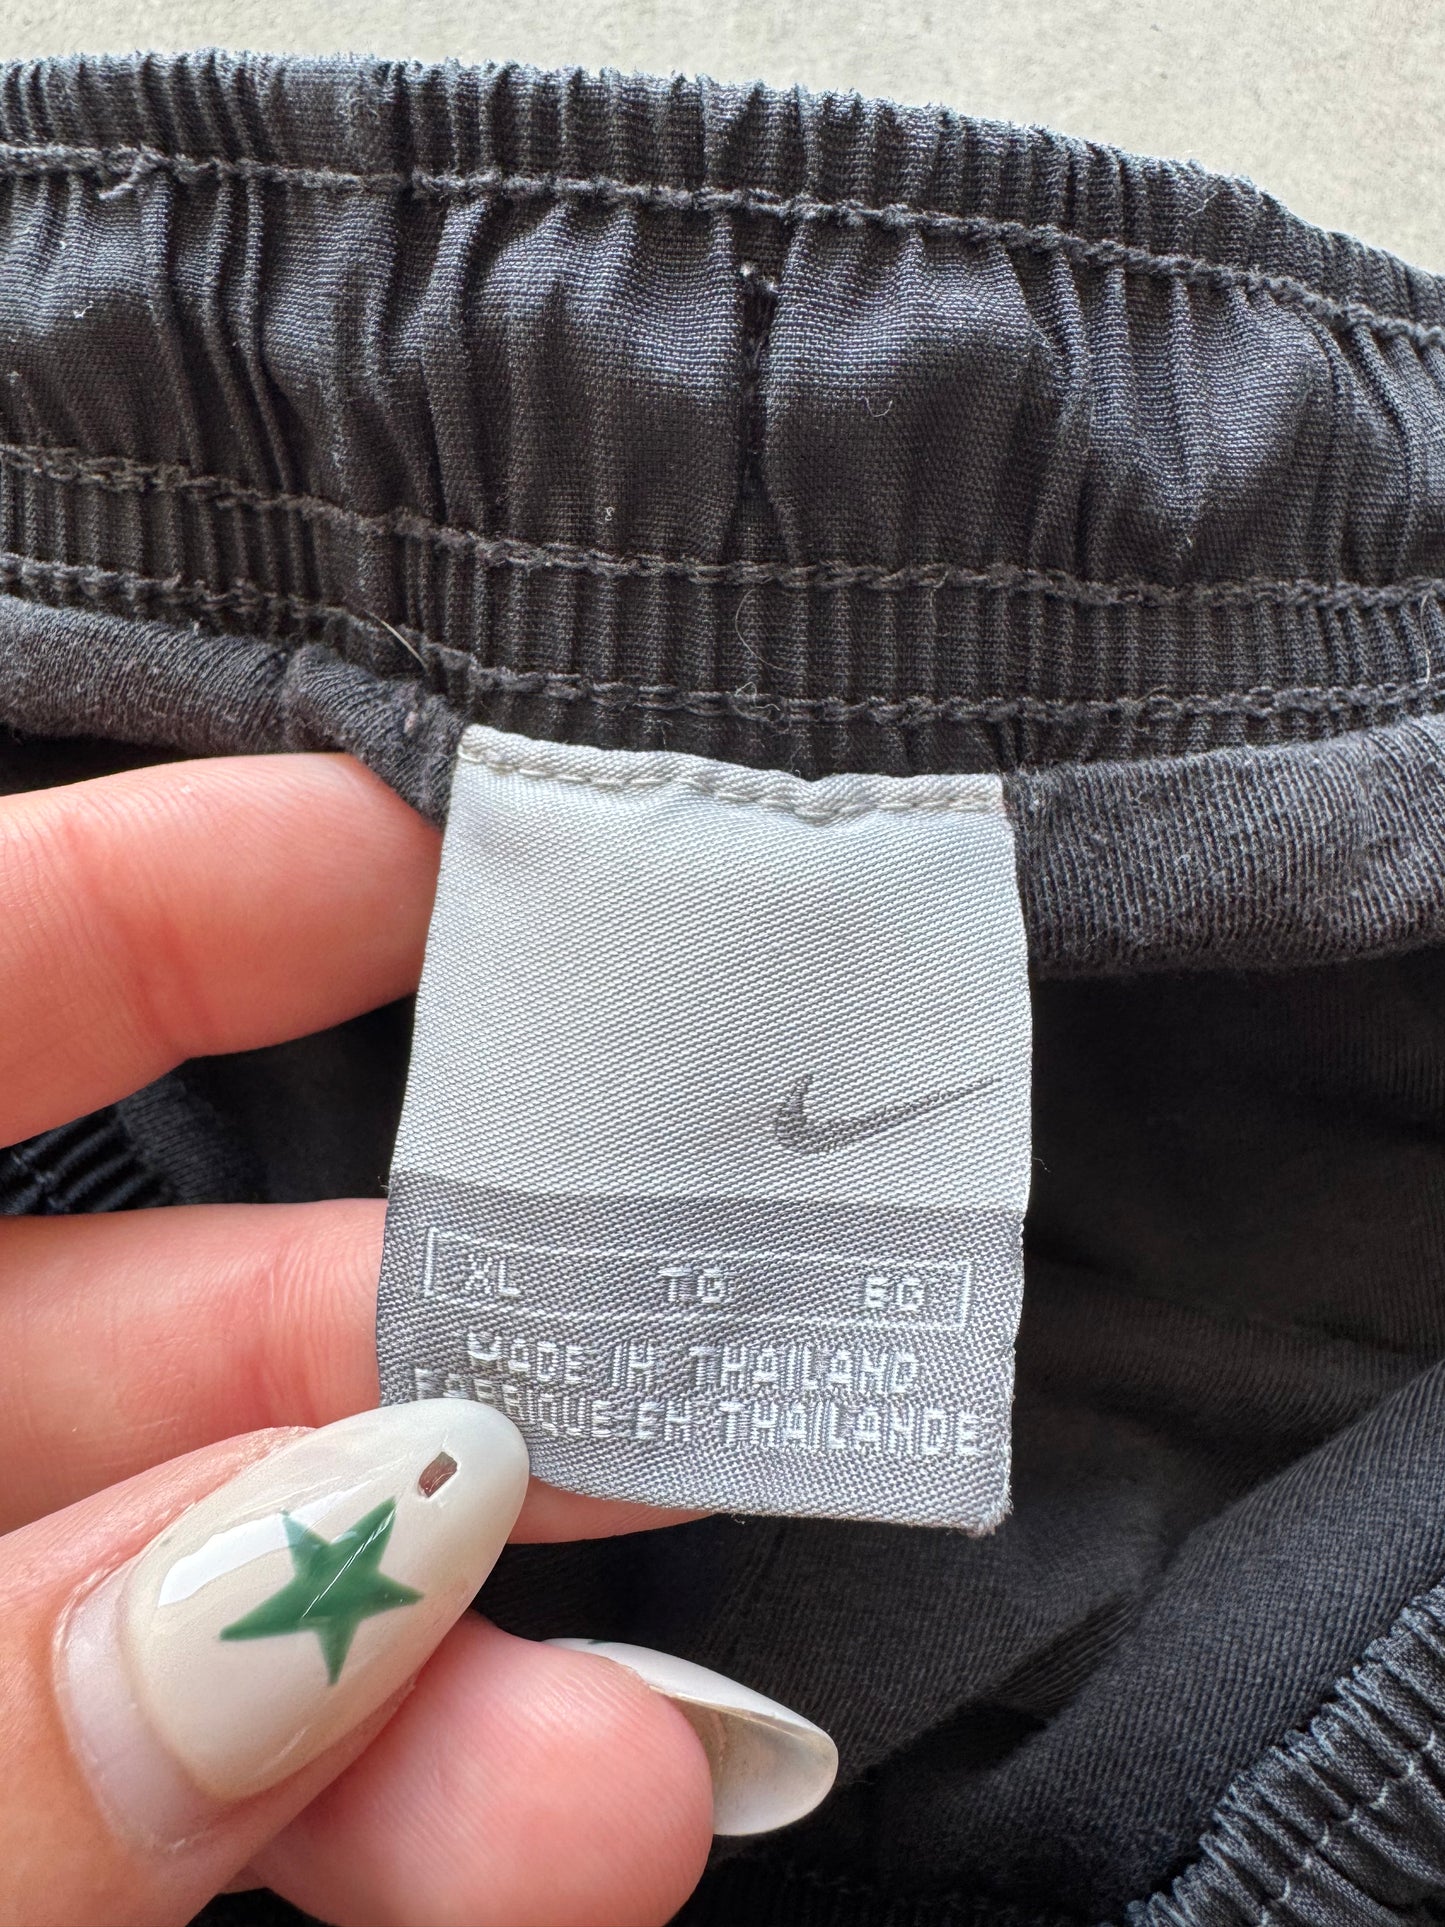 XL TG EG
MADE IN THAILAND
FABRIQUE EN THAILANDE